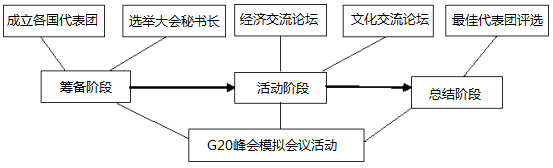 成立各国代表团
选举大会秘书长
经济交流论坛
文化交流论坛
最佳代表团评选
筹备阶段
活动阶段
总结阶段
G20峰会模拟会议活动